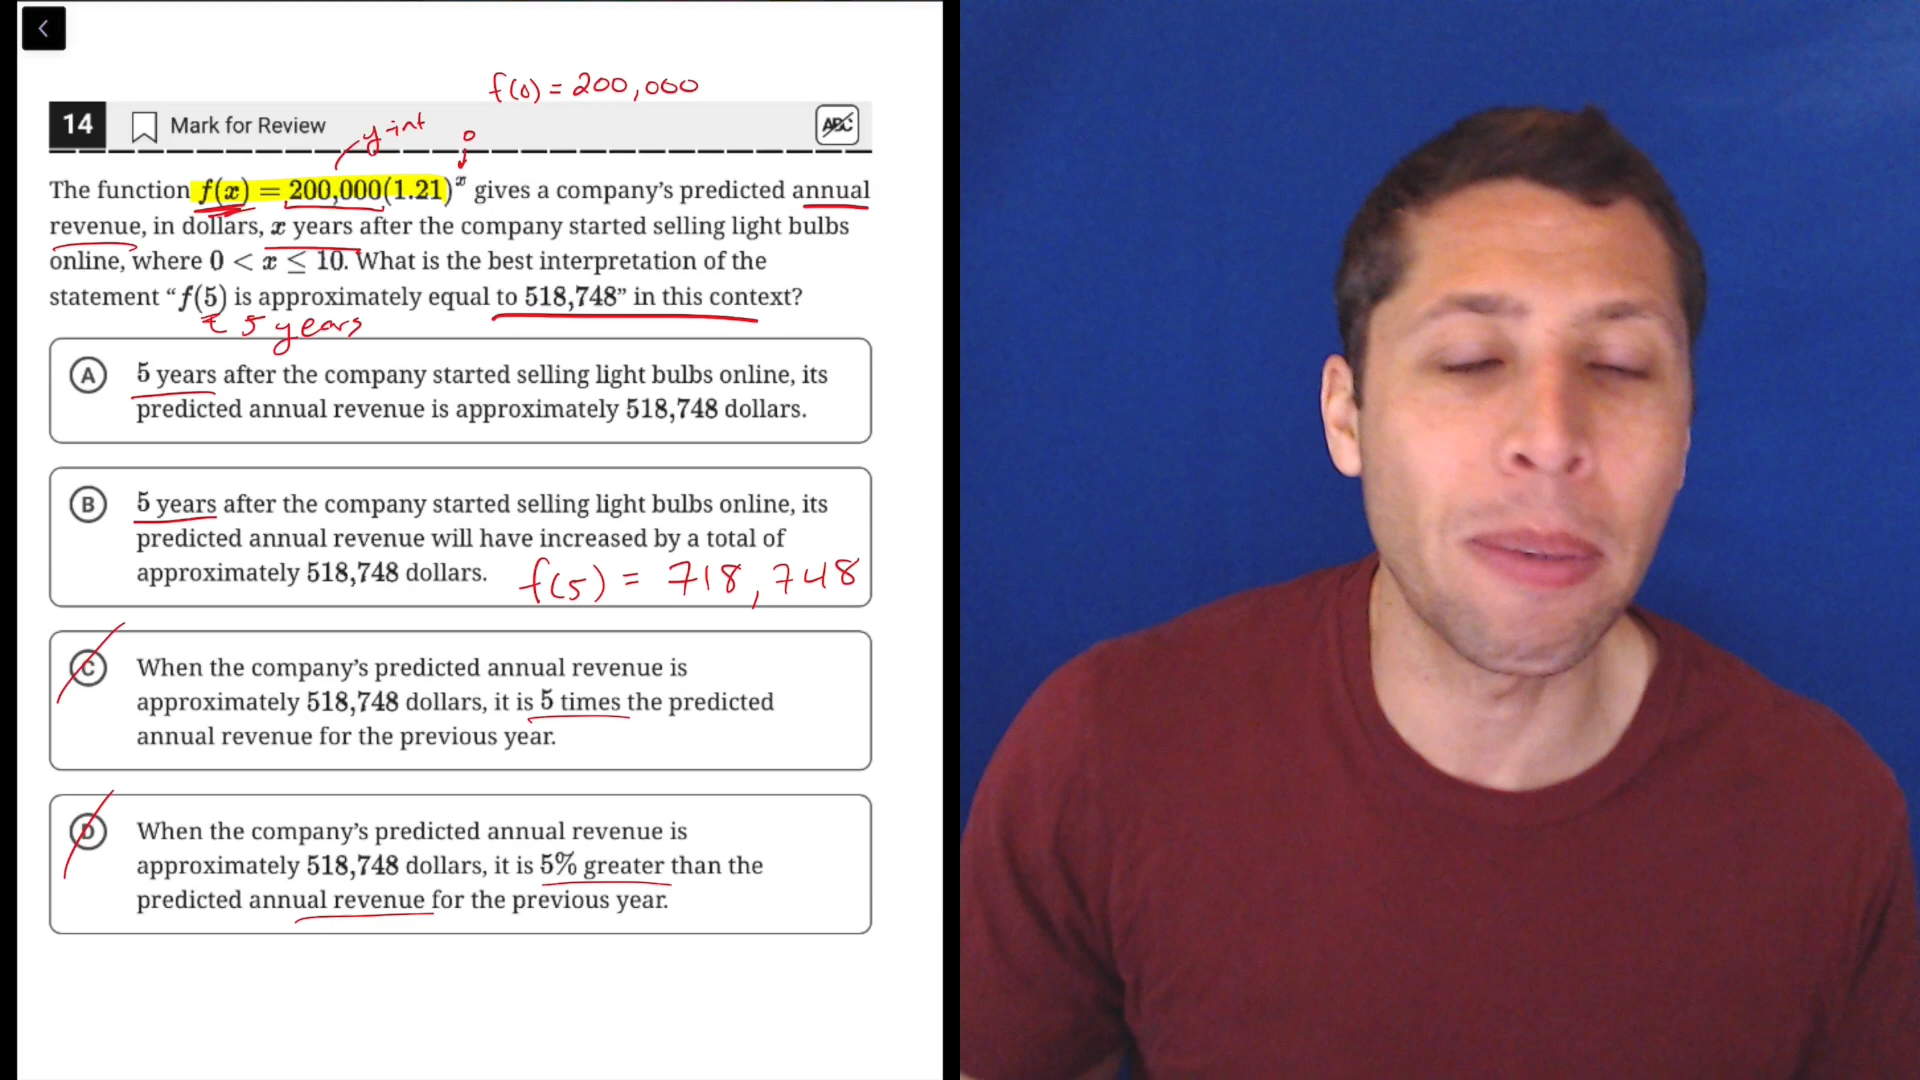 f(0) = 200,000
14 Mark for Review ABC
y-int 0
The function f(x) = 200,000(1.21)^x gives a company's predicted annual
revenue, in dollars, x years after the company started selling light bulbs
online, where 0 < x ≤ 10. What is the best interpretation of the
statement “f(5) is approximately equal to 518,748” in this context?
5 years
A 5 years after the company started selling light bulbs online, its
predicted annual revenue is approximately 518,748 dollars.
B 5 years after the company started selling light bulbs online, its
predicted annual revenue will have increased by a total of
approximately 518,748 dollars. f(5) = 718,748
C When the company's predicted annual revenue is
approximately 518,748 dollars, it is 5 times the predicted
annual revenue for the previous year.
D When the company's predicted annual revenue is
approximately 518,748 dollars, it is 5% greater than the
predicted annual revenue for the previous year.